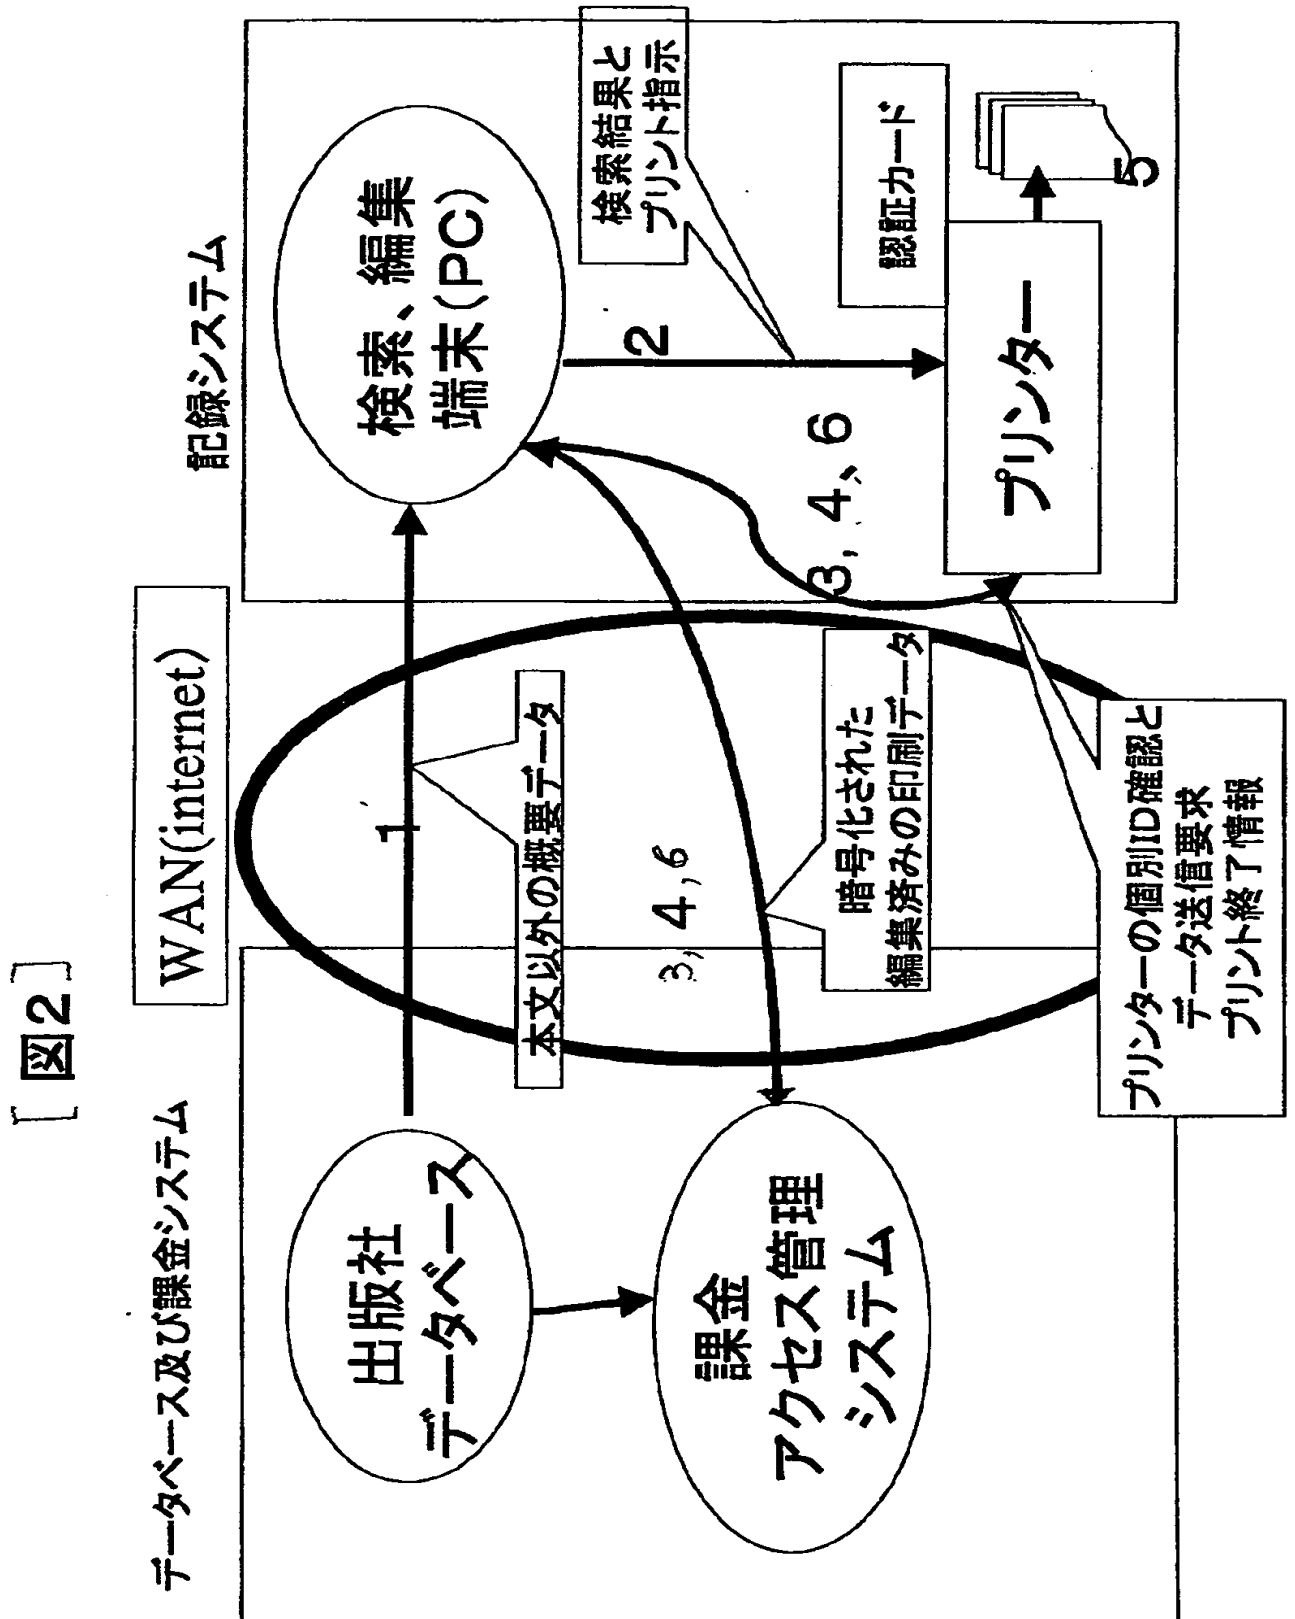 [図2]
データベース及び課金システム
WAN(internet)
記録システム
出版社
データベース
1
本文以外の概要データ
検索、編集
端末(PC)
検索結果と
プリント指示
2
課金
アクセス管理
システム
3, 4, 6
暗号化された
編集済みの印刷データ
3, 4、6
認証カード
プリンター
5
プリンターの個別ID確認と
データ送信要求
プリント終了情報